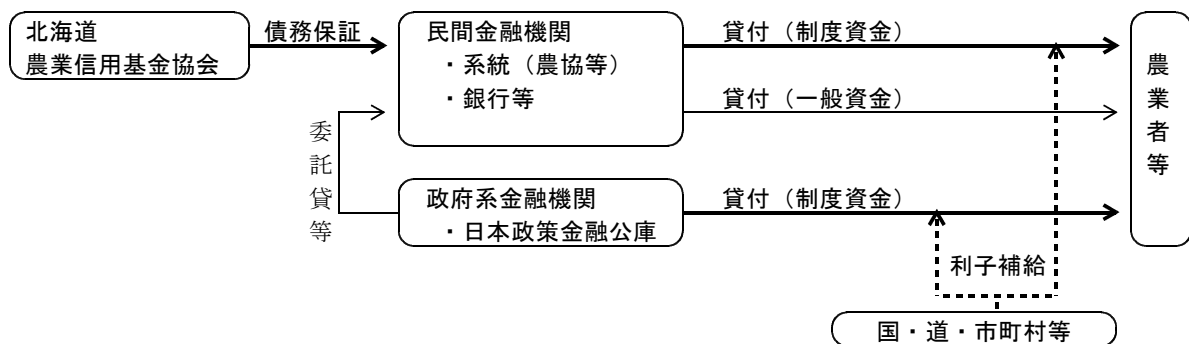 北海道
農業信用基金協会
債務保証
民間金融機関
・系統（農協等）
・銀行等
貸付（制度資金）
貸付（一般資金）
農業者等
委託貸等
政府系金融機関
・日本政策金融公庫
貸付（制度資金）
利子補給
国・道・市町村等